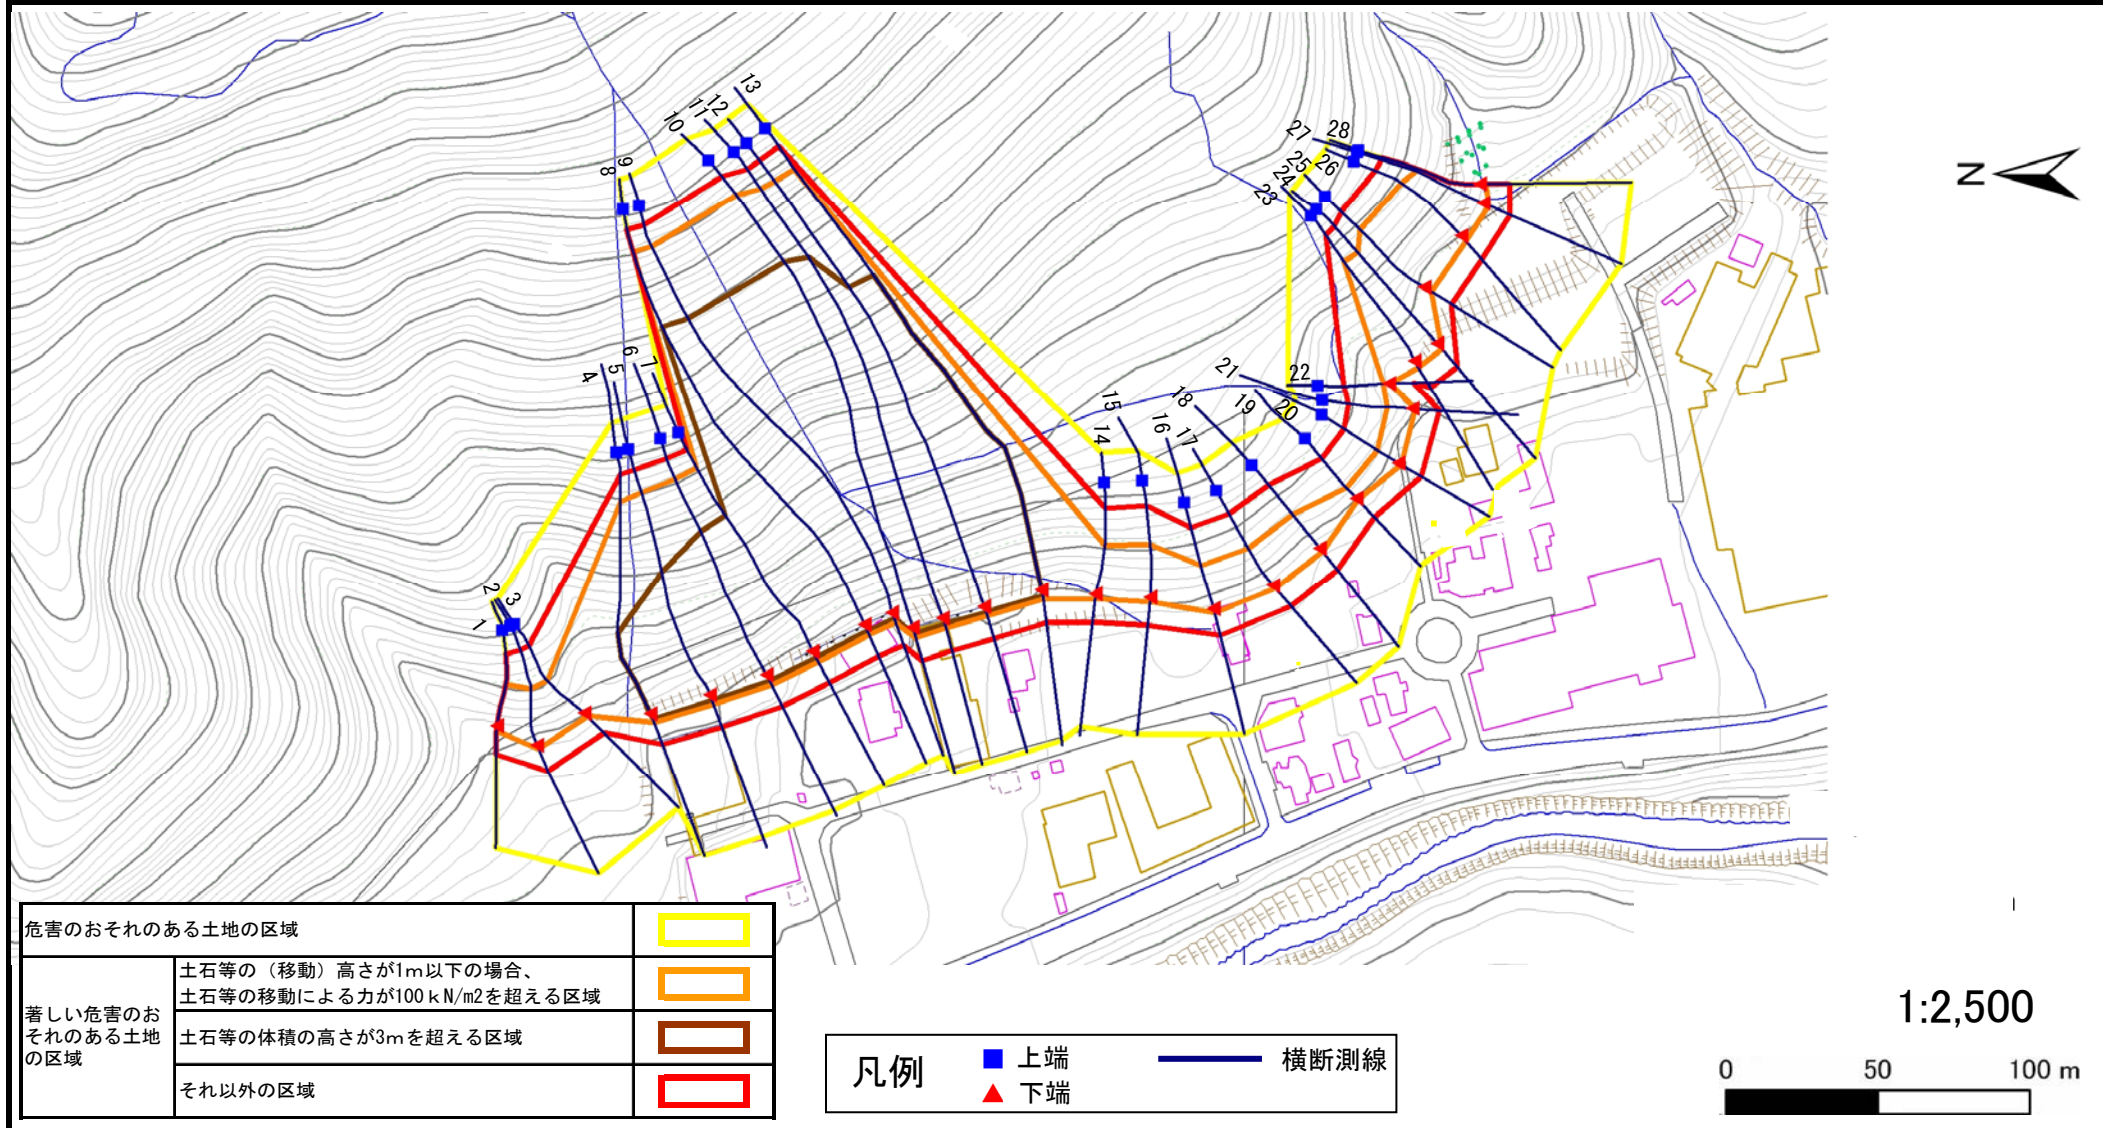 13
12
11
10
9
8
27
28
25
26
24
23
N
6
7
5
4
21
22
18
19
20
15
16
17
14
2
3
1
危害のおそれのある土地の区域
著しい危害のお
それのある土地
の区域
土石等の（移動）高さが1m以下の場合、
土石等の移動による力が100kN/m2を超える区域
土石等の体積の高さが3mを超える区域
それ以外の区域
凡例
上端
下端
横断測線
1:2,500
0 50 100 m